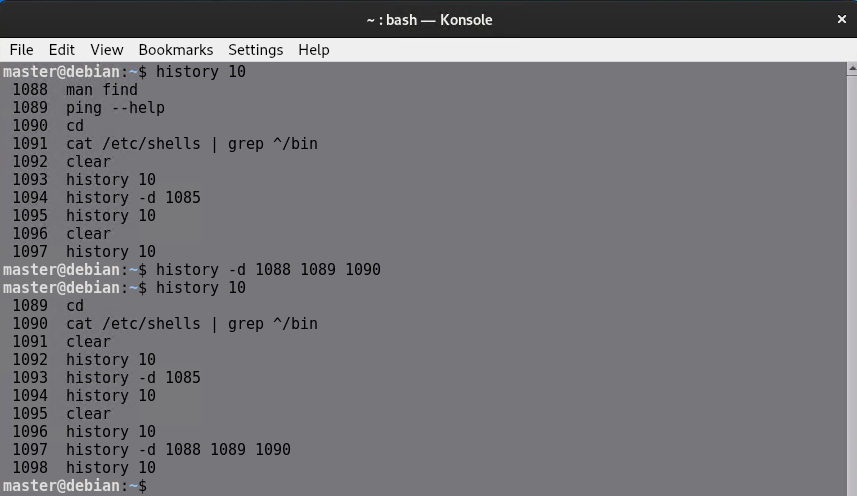 ~ : bash — Konsole
File Edit View Bookmarks Settings Help
master@debian:~$ history 10
1088  man find
1089  ping --help
1090  cd
1091  cat /etc/shells | grep ^/bin
1092  clear
1093  history 10
1094  history -d 1085
1095  history 10
1096  clear
1097  history 10
master@debian:~$ history -d 1088 1089 1090
master@debian:~$ history 10
1089  cd
1090  cat /etc/shells | grep ^/bin
1091  clear
1092  history 10
1093  history -d 1085
1094  history 10
1095  clear
1096  history 10
1097  history -d 1088 1089 1090
1098  history 10
master@debian:~$